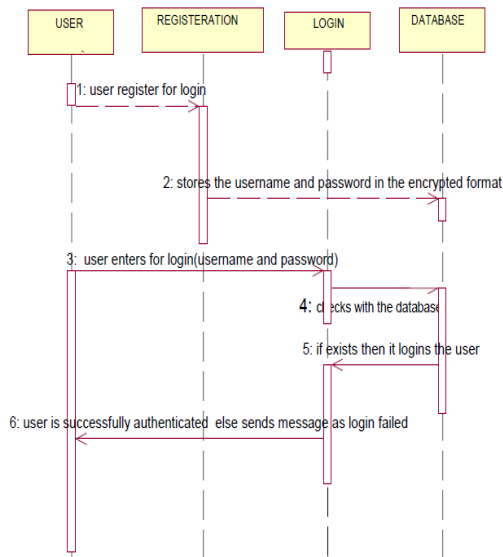 USER
REGISTERATION
LOGIN
DATABASE
1: user register for login
2: stores the username and password in the encrypted format
3: user enters for login(username and password)
4: checks with the database
5: if exists then it logins the user
6: user is successfully authenticated else sends message as login failed